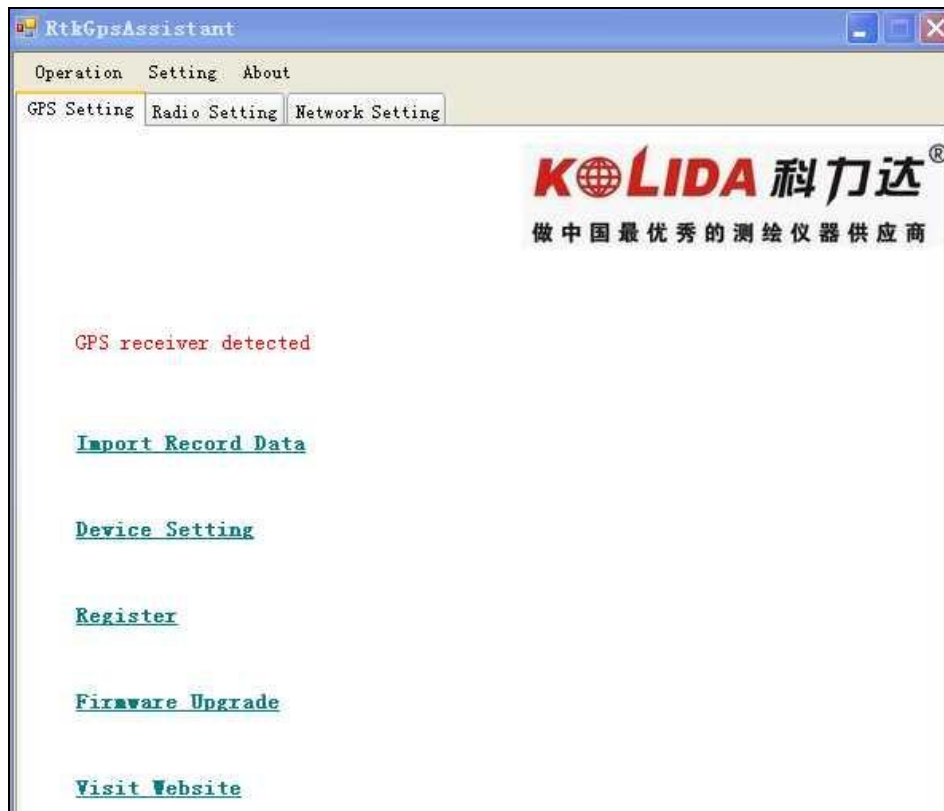 RtkGpsAssistant
Operation Setting About
GPS Setting Radio Setting Network Setting
KOLIDA 科力达®
做中国最优秀的测绘仪器供应商
GPS receiver detected
Import Record Data
Device Setting
Register
Firmware Upgrade
Visit Website